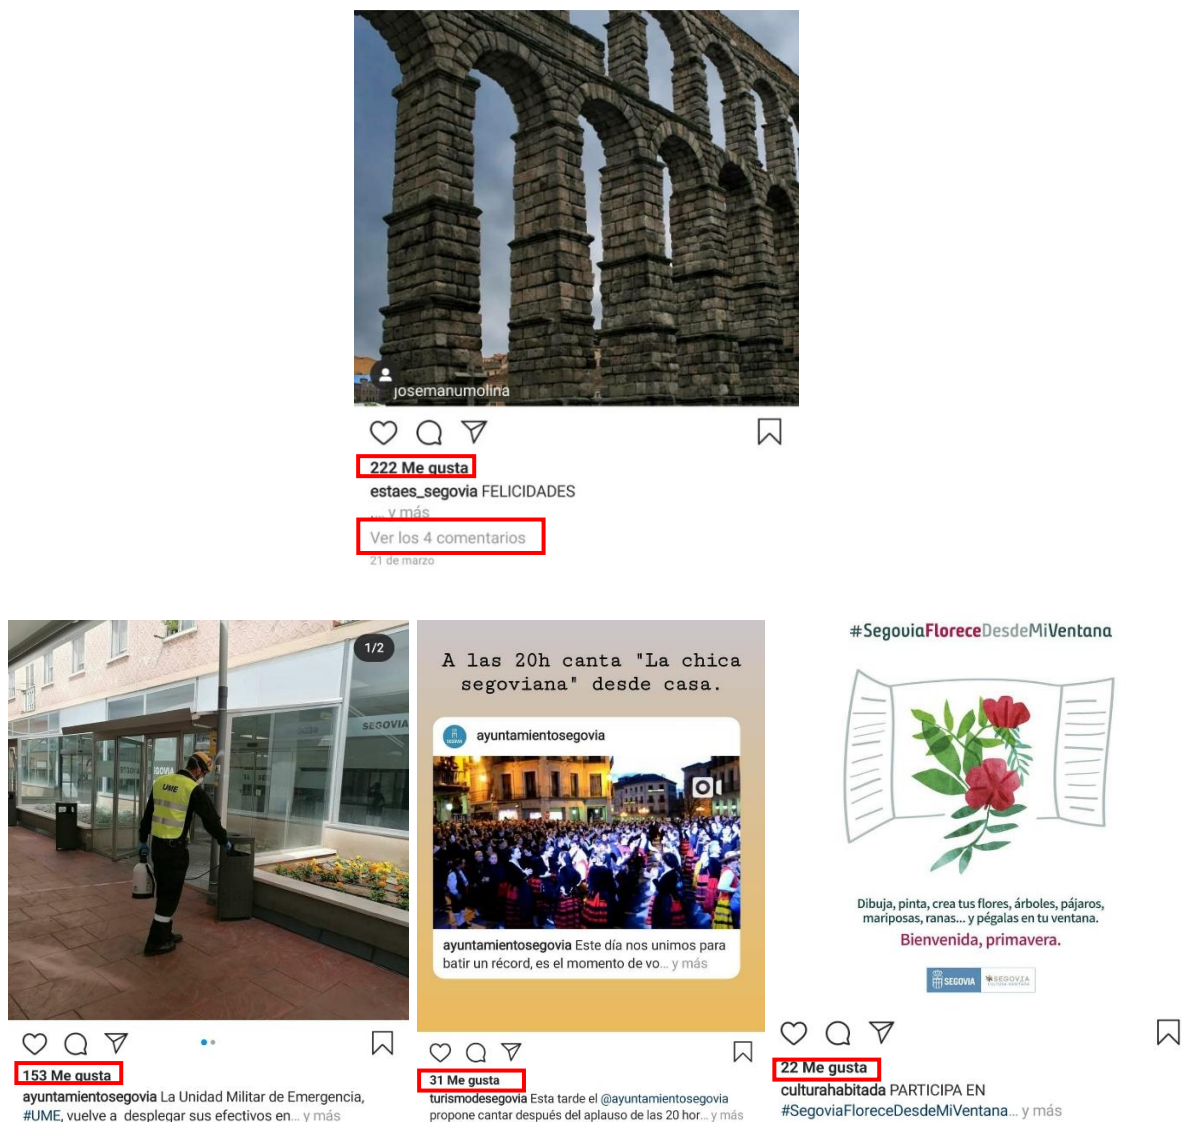 josemanumolina
222 Me gusta
estaes_segovia FELICIDADES
.... y más
Ver los 4 comentarios
21 de marzo
1/2
SEGOVIA
UME
153 Me gusta
ayuntamientosegovia La Unidad Militar de Emergencia,
#UME, vuelve a desplegar sus efectivos en... y más
A las 20h canta "La chica
segoviana" desde casa.
ayuntamientosegovia
ayuntamientosegovia Este día nos unimos para
batir un récord, es el momento de vo... y más
31 Me gusta
turismodesegovia Esta tarde el @ayuntamientosegovia
propone cantar después del aplauso de las 20 hor... y más
#SegoviaFloreceDesdeMiVentana
Dibuja, pinta, crea tus flores, árboles, pájaros,
mariposas, ranas... y pégalas en tu ventana.
Bienvenida, primavera.
SEGOVIA
SEGOVIA
22 Me gusta
culturahabitada PARTICIPA EN
#SegoviaFloreceDesdeMiVentana... y más